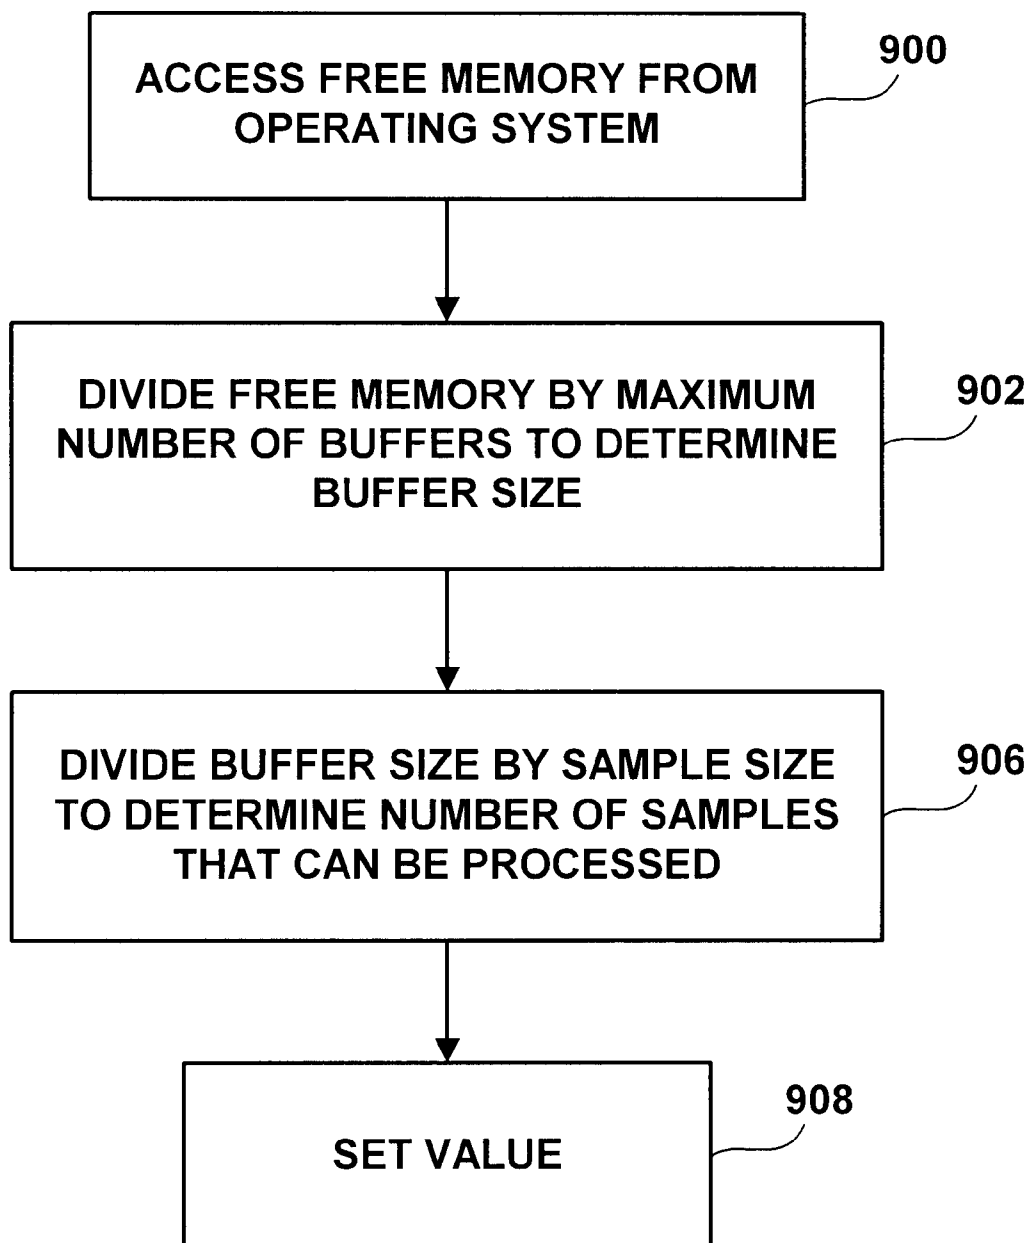 900
ACCESS FREE MEMORY FROM
OPERATING SYSTEM
902
DIVIDE FREE MEMORY BY MAXIMUM
NUMBER OF BUFFERS TO DETERMINE
BUFFER SIZE
906
DIVIDE BUFFER SIZE BY SAMPLE SIZE
TO DETERMINE NUMBER OF SAMPLES
THAT CAN BE PROCESSED
908
SET VALUE